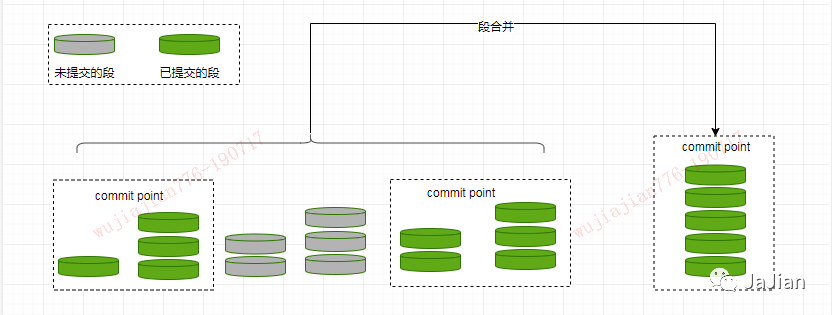 段合并
未提交的段
已提交的段
commit point
commit point
commit point
wujiajian776-190717
wujiajian776-190717
JaJian